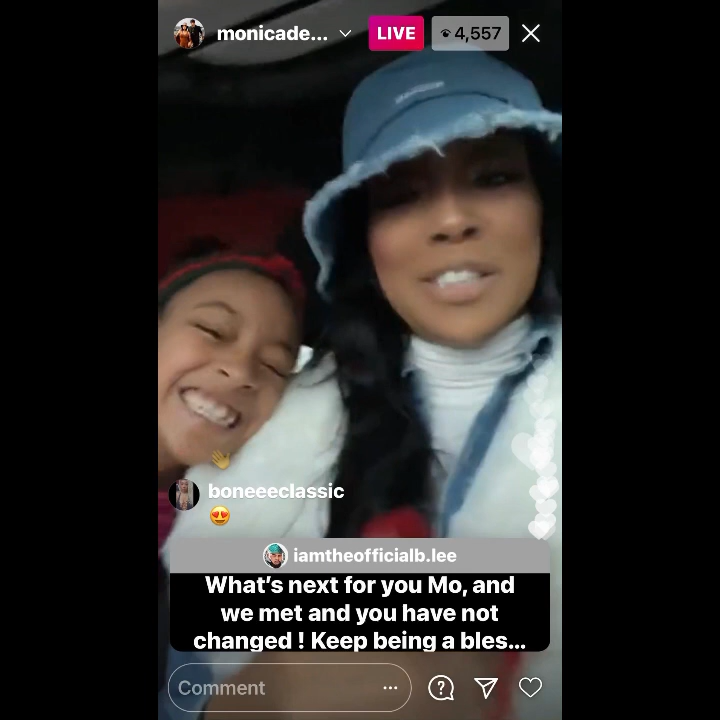 monicade...
LIVE
4,557
boneeeclassic
iamtheofficialb.lee
What's next for you Mo, and
we met and you have not
changed ! Keep being a bles...
Comment